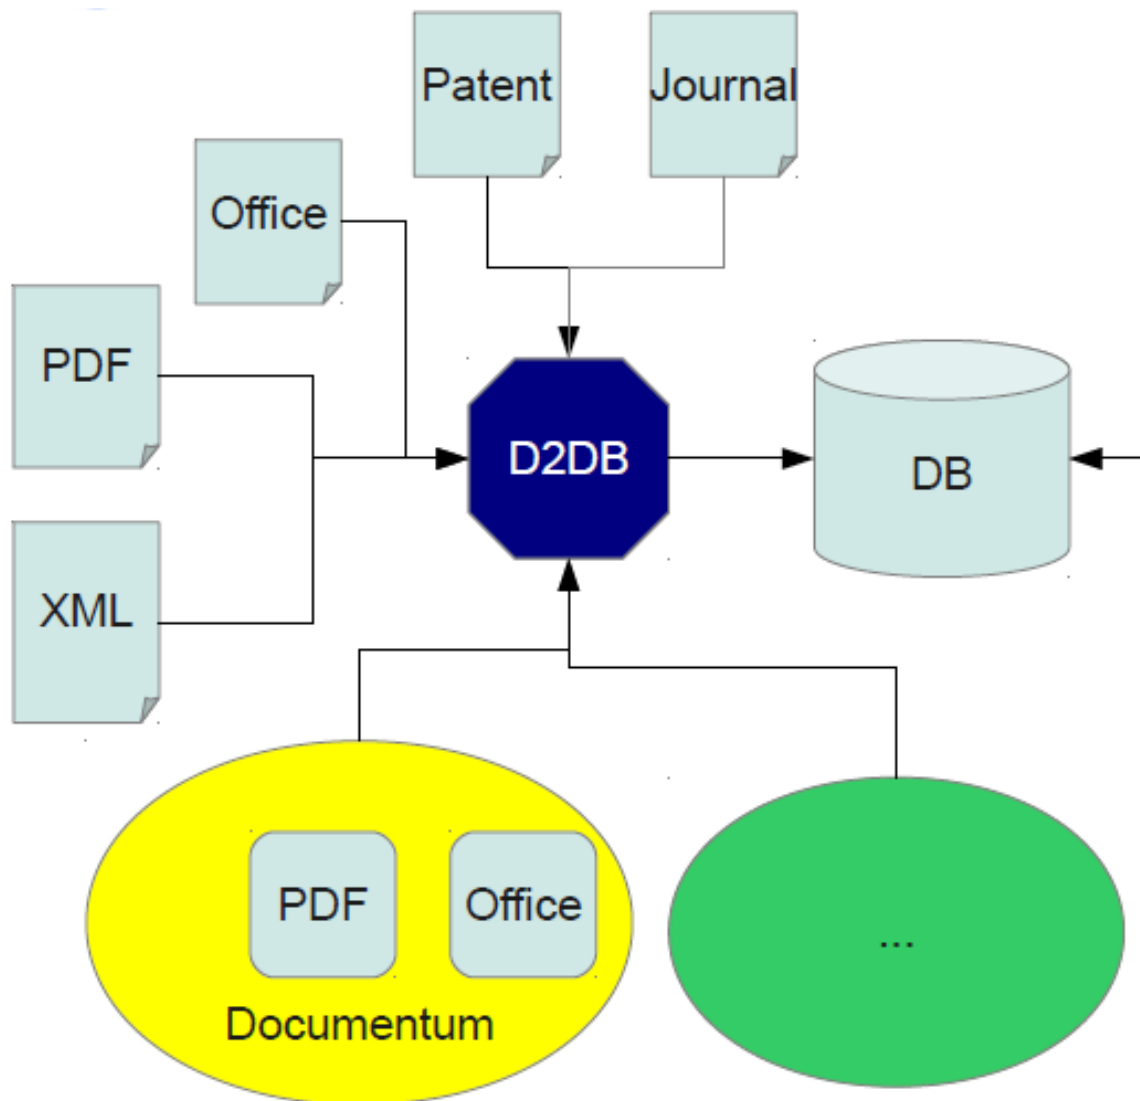 Patent
Journal
Office
PDF
D2DB
DB
XML
PDF
Office
...
Documentum